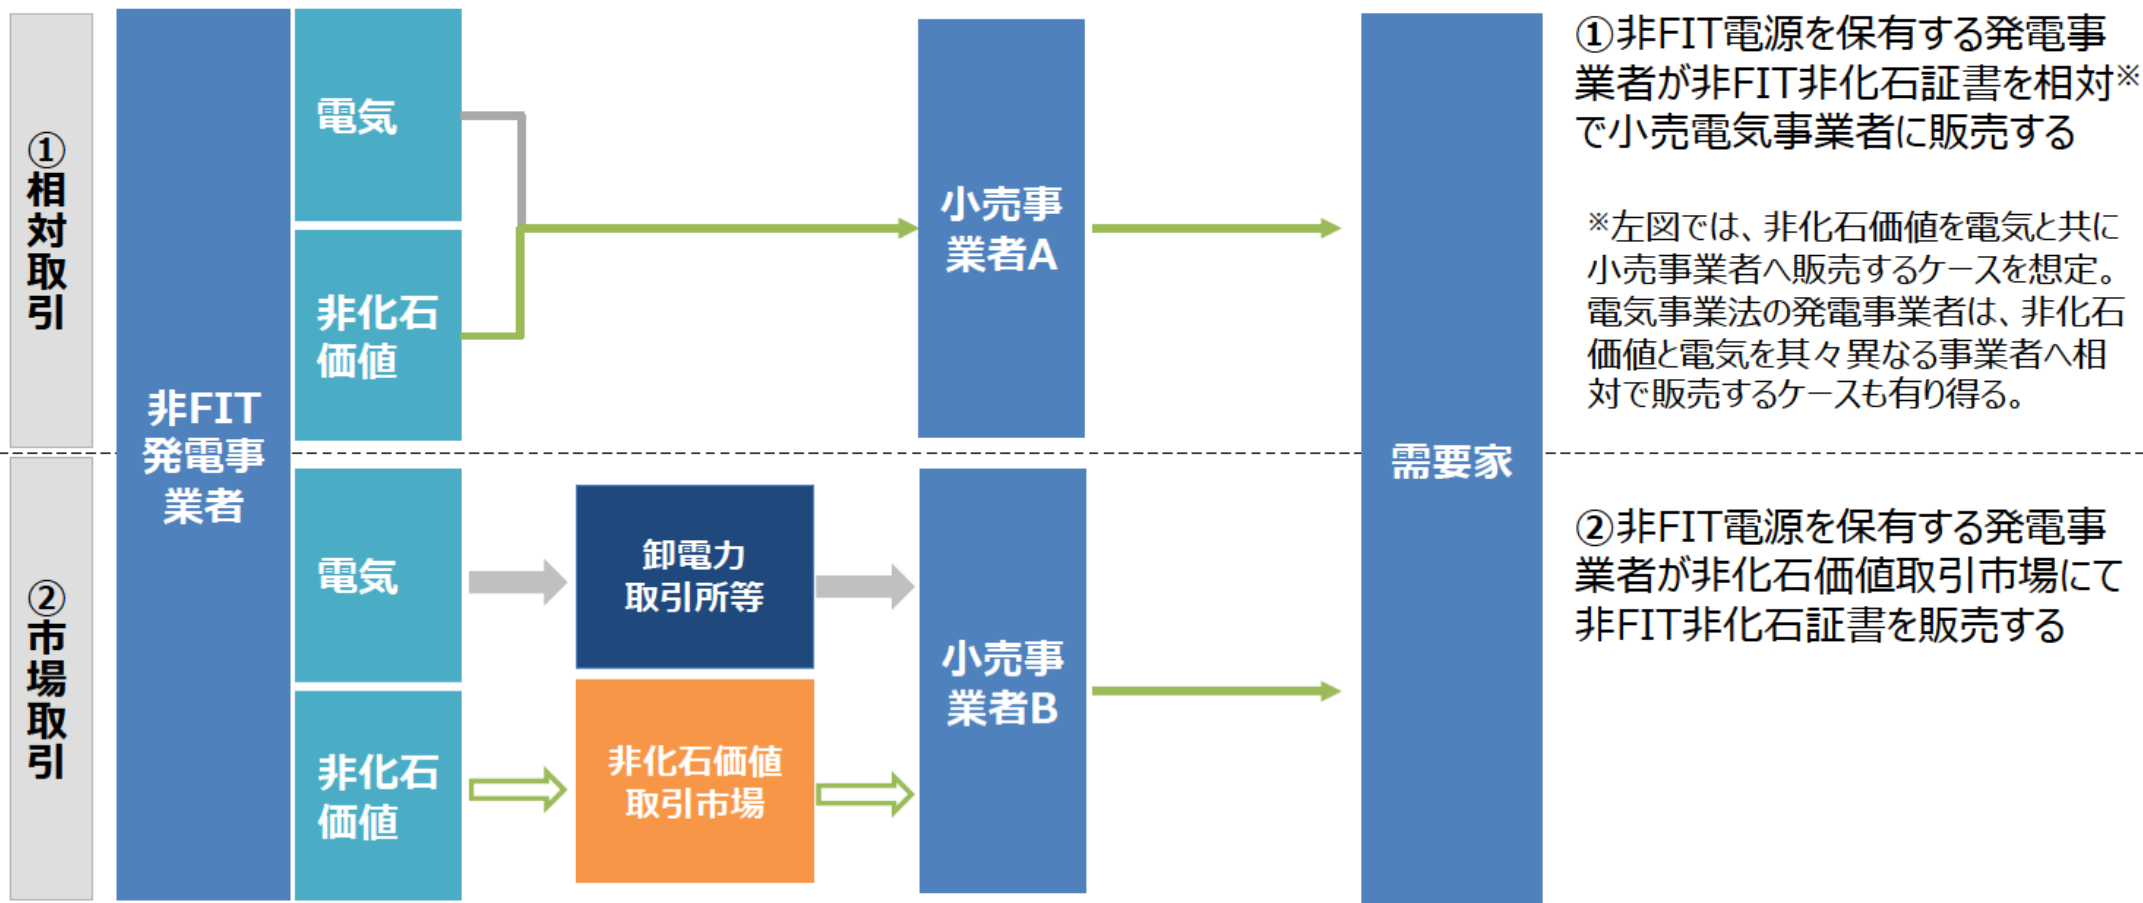 ①相対取引
非FIT
発電事
業者
電気
非化石
価値
小売事
業者A
需要家
①非FIT電源を保有する発電事
業者が非FIT非化石証書を相対※
で小売電気事業者に販売する
※左図では、非化石価値を電気と共に
小売事業者へ販売するケースを想定。
電気事業法の発電事業者は、非化石
価値と電気を其々異なる事業者へ相
対で販売するケースも有り得る。
②市場取引
電気
非化石
価値
卸電力
取引所等
非化石価値
取引市場
小売事
業者B
②非FIT電源を保有する発電事
業者が非化石価値取引市場にて
非FIT非化石証書を販売する